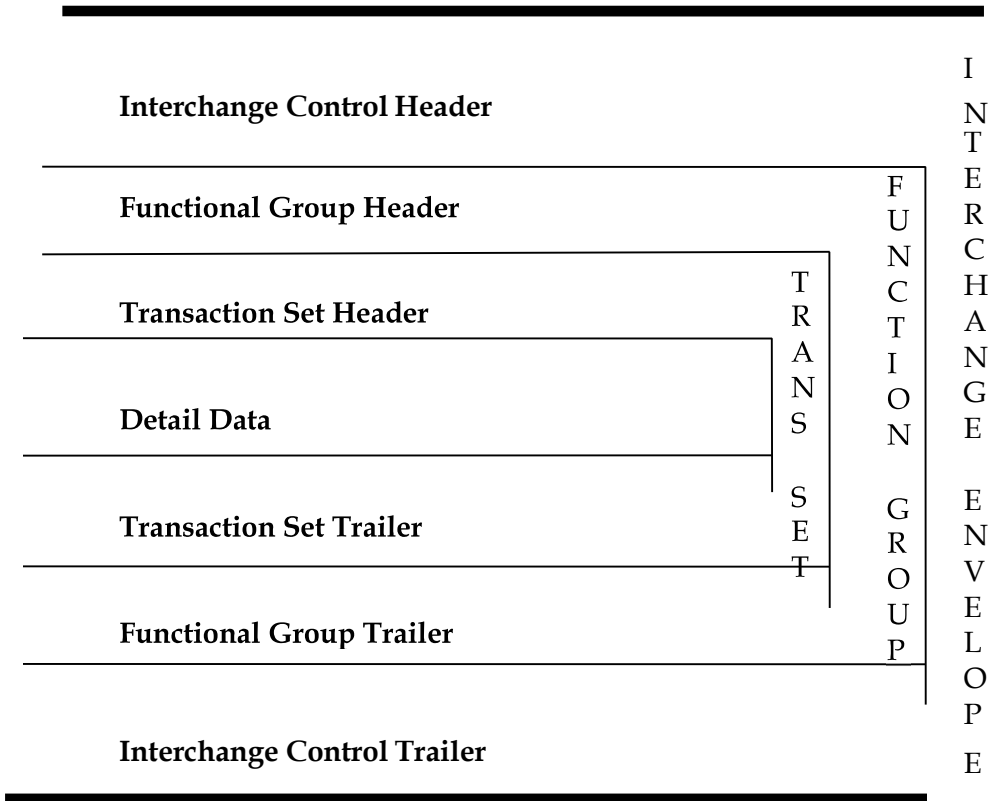 Interchange Control Header
Functional Group Header
Transaction Set Header
Detail Data
Transaction Set Trailer
Functional Group Trailer
Interchange Control Trailer
TRANS SET
FUNCTION GROUP
INTERCHANGE ENVELOPE